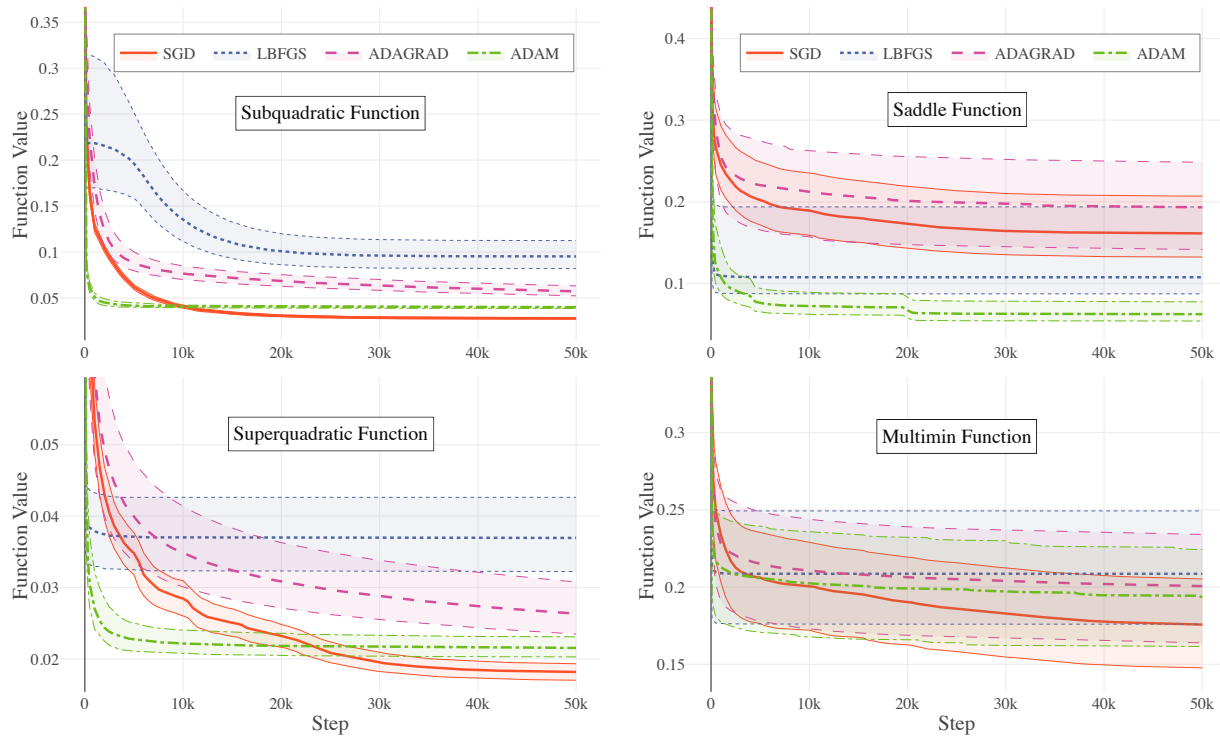 SGD LBFGS ADAGRAD ADAM
Subquadratic Function
Function Value
0.35
0.3
0.25
0.2
0.15
0.1
0.05
0 10k 20k 30k 40k 50k
SGD LBFGS ADAGRAD ADAM
Saddle Function
Function Value
0.4
0.3
0.2
0.1
0 10k 20k 30k 40k 50k
Superquadratic Function
Function Value
0.05
0.04
0.03
0.02
0 10k 20k 30k 40k 50k
Step
Multimin Function
Function Value
0.3
0.25
0.2
0.15
0 10k 20k 30k 40k 50k
Step